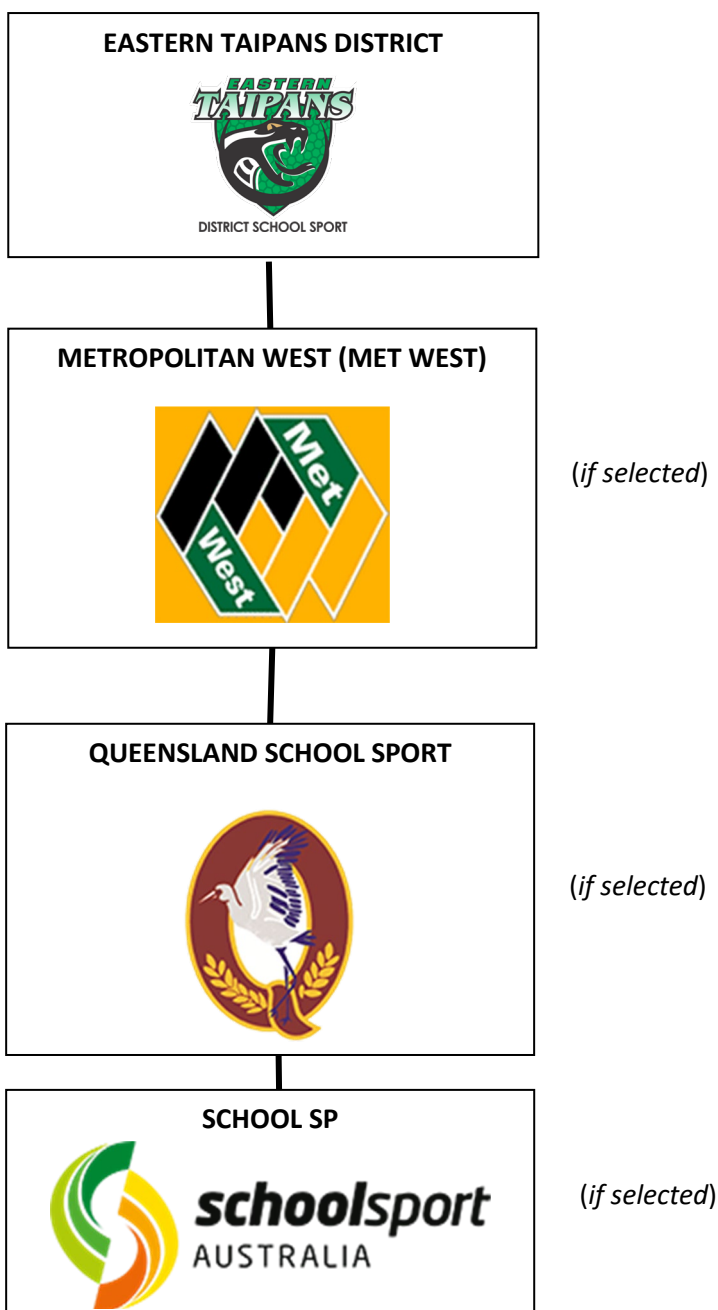 EASTERN TAIPANS DISTRICT
EASTERN
TAIPANS
DISTRICT SCHOOL SPORT
METROPOLITAN WEST (MET WEST)
Met
West
(if selected)
QUEENSLAND SCHOOL SPORT
Q
(if selected)
SCHOOL SP
schoolsport
AUSTRALIA
(if selected)